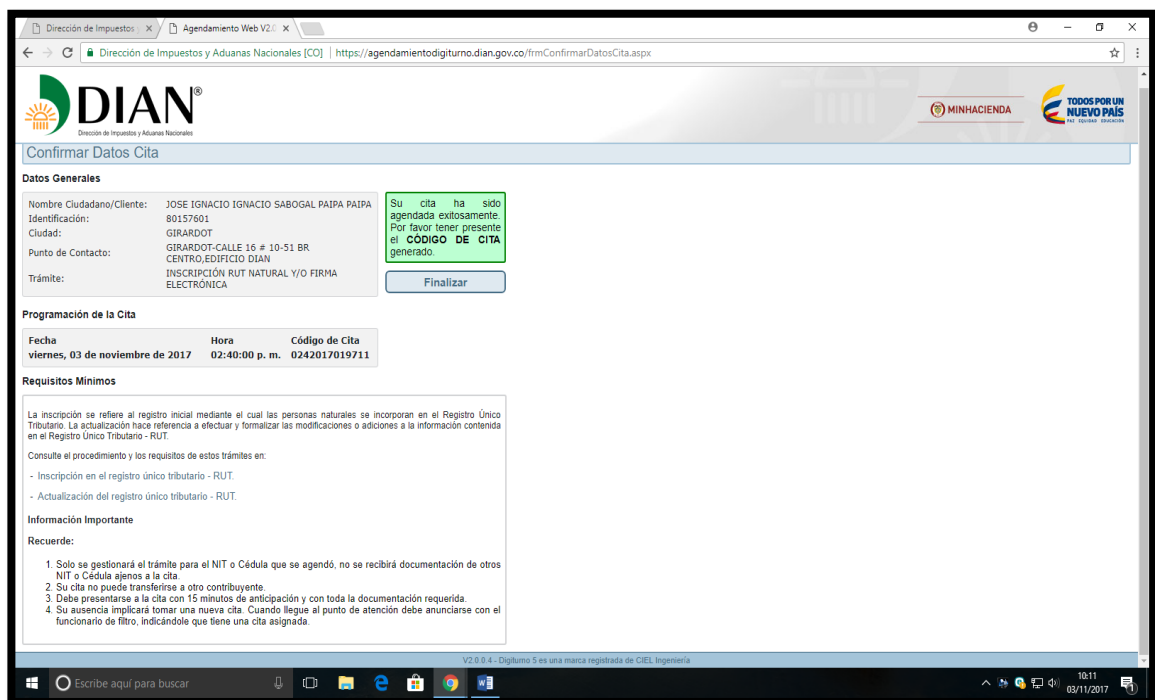 Dirección de Impuestos
Agendamiento Web V2.0
Dirección de Impuestos y Aduanas Nacionales [CO] | https://agendamientodigiturno.dian.gov.co/frmConfirmarDatosCita.aspx
DIAN®
Dirección de Impuestos y Aduanas Nacionales
MINHACIENDA
TODOS POR UN
NUEVO PAÍS
PAZ EQUIDAD EDUCACIÓN
Confirmar Datos Cita
Datos Generales
Nombre Ciudadano/Cliente: JOSE IGNACIO IGNACIO SABOGAL PAIPA PAIPA
Identificación: 80157601
Ciudad: GIRARDOT
Punto de Contacto: GIRARDOT-CALLE 16 # 10-51 BR
CENTRO,EDIFICIO DIAN
Trámite: INSCRIPCIÓN RUT NATURAL Y/O FIRMA
ELECTRÓNICA
Su cita ha sido
agendada exitosamente.
Por favor tener presente
el CÓDIGO DE CITA
generado.
Finalizar
Programación de la Cita
Fecha Hora Código de Cita
viernes, 03 de noviembre de 2017 02:40:00 p. m. 0242017019711
Requisitos Mínimos
La inscripción se refiere al registro inicial mediante el cual las personas naturales se incorporan en el Registro Único
Tributario. La actualización hace referencia a efectuar y formalizar las modificaciones o adiciones a la información contenida
en el Registro Único Tributario - RUT.
Consulte el procedimiento y los requisitos de estos trámites en:
- Inscripción en el registro único tributario - RUT.
- Actualización del registro único tributario - RUT.
Información Importante
Recuerde:
1. Solo se gestionará el trámite para el NIT o Cédula que se agendó, no se recibirá documentación de otros
NIT o Cédula ajenos a la cita.
2. Su cita no puede transferirse a otro contribuyente.
3. Debe presentarse a la cita con 15 minutos de anticipación y con toda la documentación requerida.
4. Su ausencia implicará tomar una nueva cita. Cuando llegue al punto de atención debe anunciarse con el
funcionario de filtro, indicándole que tiene una cita asignada.
V2.0.0.4 - Digiturno 5 es una marca registrada de CIEL Ingeniería
Escribe aquí para buscar
10:11
03/11/2017